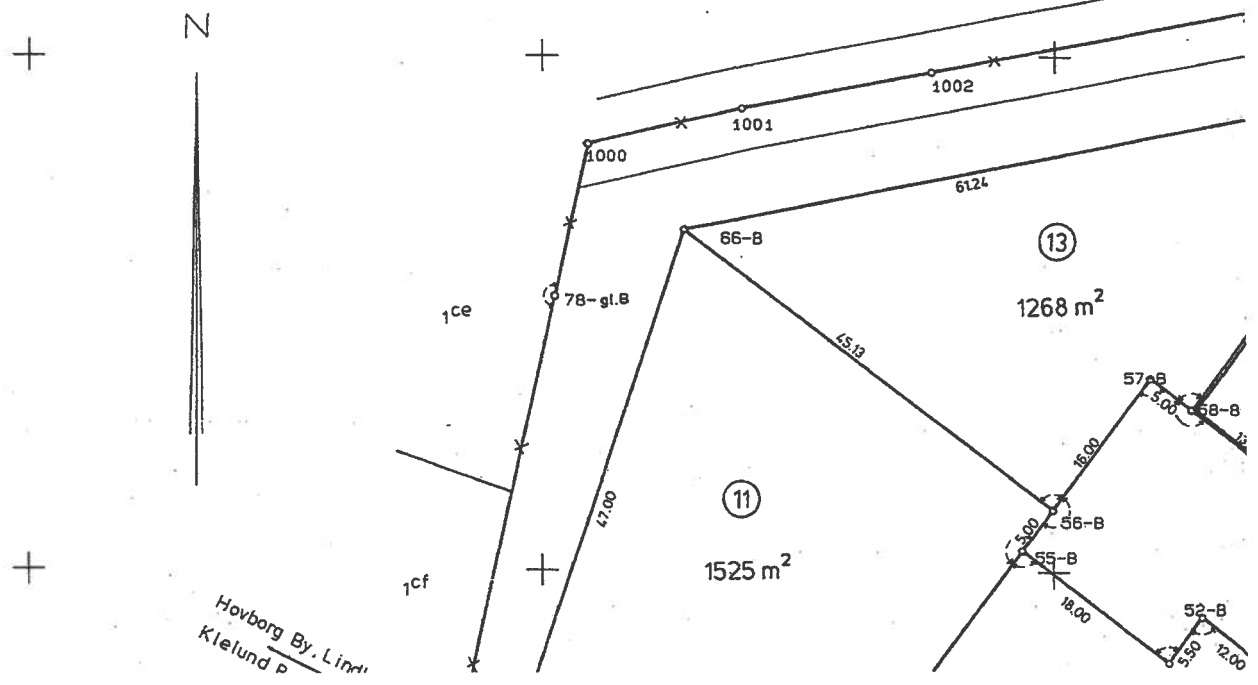 N
1002
1001
1000
61.24
66-B
13
78-gl.B
1ce
1268 m²
45.13
57-B
5.00
58-B
13
16.00
47.00
11
56-B
5.00
55-B
1525 m²
1cf
18.00
52-B
5.50
12.00
Hovborg By, Lind
Klelund P